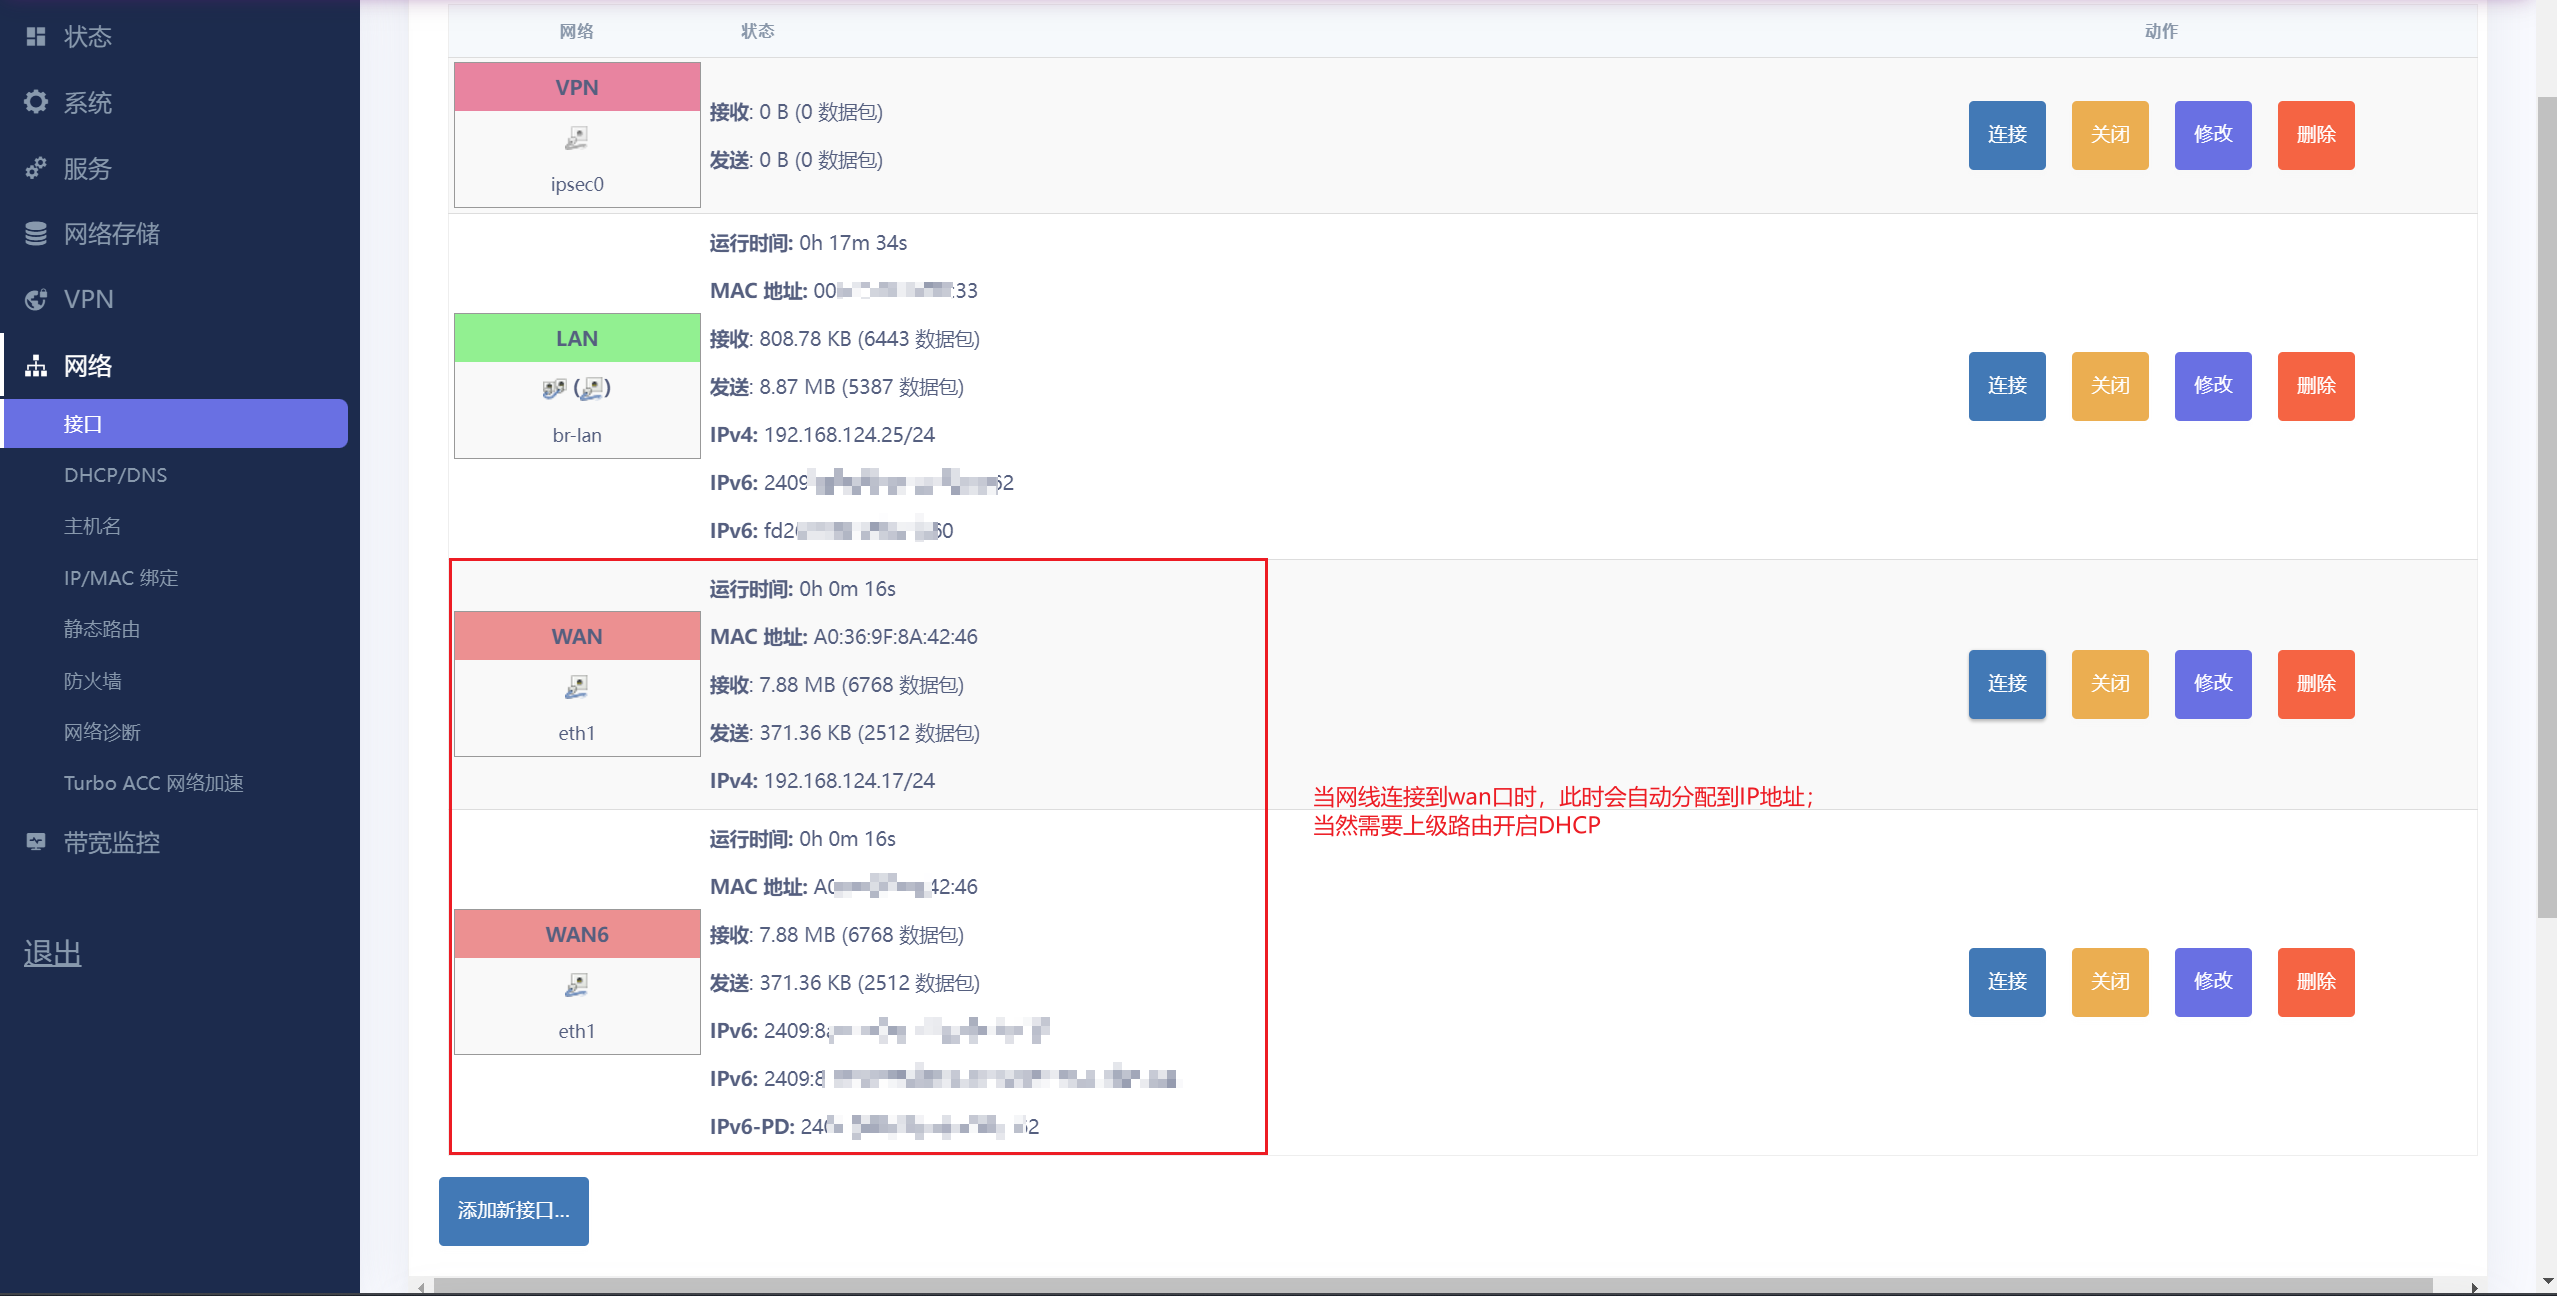 状态
系统
服务
网络存储
VPN
网络
接口
DHCP/DNS
主机名
IP/MAC 绑定
静态路由
防火墙
网络诊断
Turbo ACC 网络加速
带宽监控
退出
网络 状态 动作
VPN
ipsec0
接收: 0 B (0 数据包)
发送: 0 B (0 数据包)
连接 关闭 修改 删除
LAN
br-lan
运行时间: 0h 17m 34s
MAC 地址: 00 :33
接收: 808.78 KB (6443 数据包)
发送: 8.87 MB (5387 数据包)
IPv4: 192.168.124.25/24
IPv6: 2409 62
IPv6: fd2 60
连接 关闭 修改 删除
WAN
eth1
运行时间: 0h 0m 16s
MAC 地址: A0:36:9F:8A:42:46
接收: 7.88 MB (6768 数据包)
发送: 371.36 KB (2512 数据包)
IPv4: 192.168.124.17/24
连接 关闭 修改 删除
当网线连接到wan口时，此时会自动分配到IP地址；
当然需要上级路由开启DHCP
WAN6
eth1
运行时间: 0h 0m 16s
MAC 地址: A0 42:46
接收: 7.88 MB (6768 数据包)
发送: 371.36 KB (2512 数据包)
IPv6: 2409:8
IPv6: 2409:8
IPv6-PD: 240 2
连接 关闭 修改 删除
添加新接口...